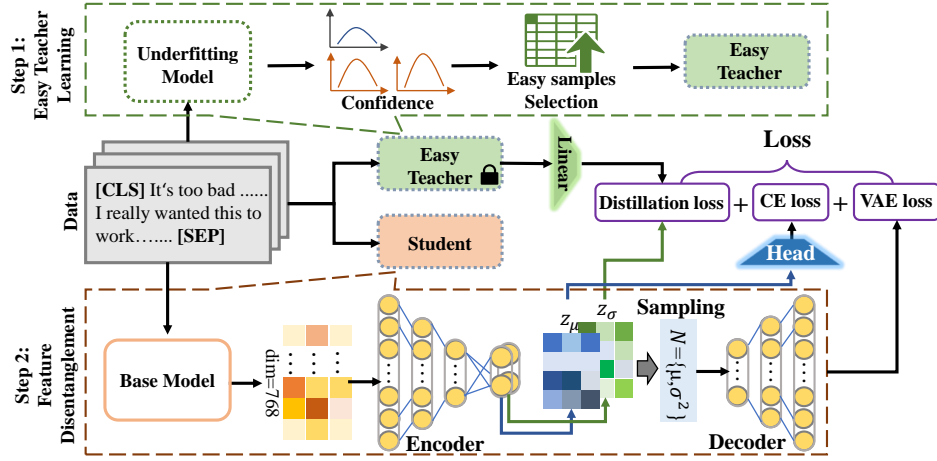 Step 1:
Easy Teacher
Learning
Underfitting
Model
Confidence
Easy samples
Selection
Easy
Teacher
Data
[CLS] It's too bad ......
I really wanted this to
work….... [SEP]
Easy
Teacher
Linear
Student
Loss
Distillation loss
+
CE loss
+
VAE loss
Head
Step 2:
Feature
Disentanglement
Base Model
dim=768
Encoder
z_μ
z_σ
Sampling
N={μ,σ²}
Decoder